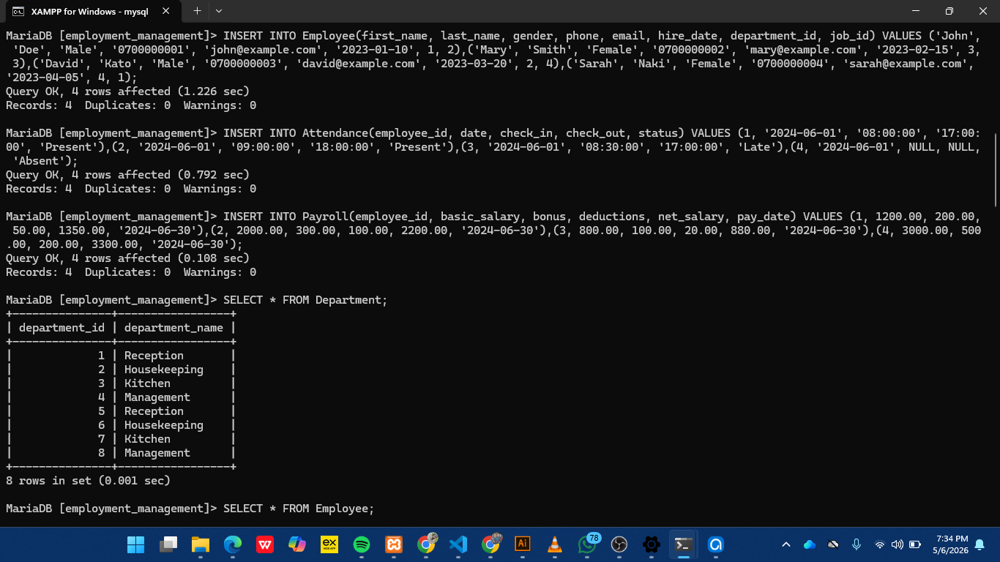 XAMPP for Windows - mysql
MariaDB [employment_management]> INSERT INTO Employee(first_name, last_name, gender, phone, email, hire_date, department_id, job_id) VALUES ('John',
 'Doe', 'Male', '0700000001', 'john@example.com', '2023-01-10', 1, 2),('Mary', 'Smith', 'Female', '0700000002', 'mary@example.com', '2023-02-15', 3,
 3),('David', 'Kato', 'Male', '0700000003', 'david@example.com', '2023-03-20', 2, 4),('Sarah', 'Naki', 'Female', '0700000004', 'sarah@example.com',
'2023-04-05', 4, 1);
Query OK, 4 rows affected (1.226 sec)
Records: 4  Duplicates: 0  Warnings: 0
MariaDB [employment_management]> INSERT INTO Attendance(employee_id, date, check_in, check_out, status) VALUES (1, '2024-06-01', '08:00:00', '17:00:
00', 'Present'),(2, '2024-06-01', '09:00:00', '18:00:00', 'Present'),(3, '2024-06-01', '08:30:00', '17:00:00', 'Late'),(4, '2024-06-01', NULL, NULL,
 'Absent');
Query OK, 4 rows affected (0.792 sec)
Records: 4  Duplicates: 0  Warnings: 0
MariaDB [employment_management]> INSERT INTO Payroll(employee_id, basic_salary, bonus, deductions, net_salary, pay_date) VALUES (1, 1200.00, 200.00,
 50.00, 1350.00, '2024-06-30'),(2, 2000.00, 300.00, 100.00, 2200.00, '2024-06-30'),(3, 800.00, 100.00, 20.00, 880.00, '2024-06-30'),(4, 3000.00, 500
.00, 200.00, 3300.00, '2024-06-30');
Query OK, 4 rows affected (0.108 sec)
Records: 4  Duplicates: 0  Warnings: 0
MariaDB [employment_management]> SELECT * FROM Department;
+---------------+-----------------+
| department_id | department_name |
+---------------+-----------------+
|             1 | Reception       |
|             2 | Housekeeping    |
|             3 | Kitchen         |
|             4 | Management      |
|             5 | Reception       |
|             6 | Housekeeping    |
|             7 | Kitchen         |
|             8 | Management      |
+---------------+-----------------+
8 rows in set (0.001 sec)
MariaDB [employment_management]> SELECT * FROM Employee;
78
7:34 PM
5/6/2026